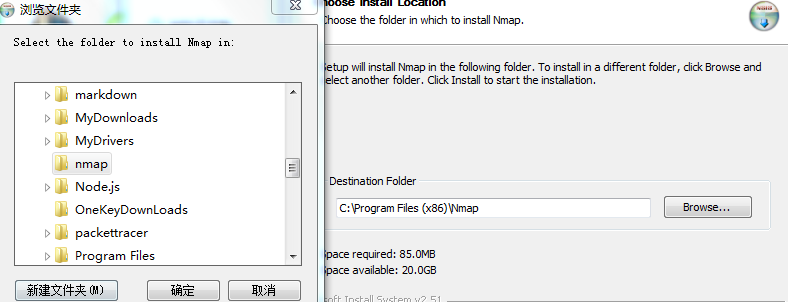 浏览文件夹
Select the folder to install Nmap in:
markdown
MyDownloads
MyDrivers
nmap
Node.js
OneKeyDownLoads
packettracer
Program Files
新建文件夹(M)
确定
取消
Choose Install Location
Choose the folder in which to install Nmap.
Setup will install Nmap in the following folder. To install in a different folder, click Browse and
select another folder. Click Install to start the installation.
Destination Folder
C:\Program Files (x86)\Nmap
Browse...
Space required: 85.0MB
Space available: 20.0GB
soft Install System v2.51